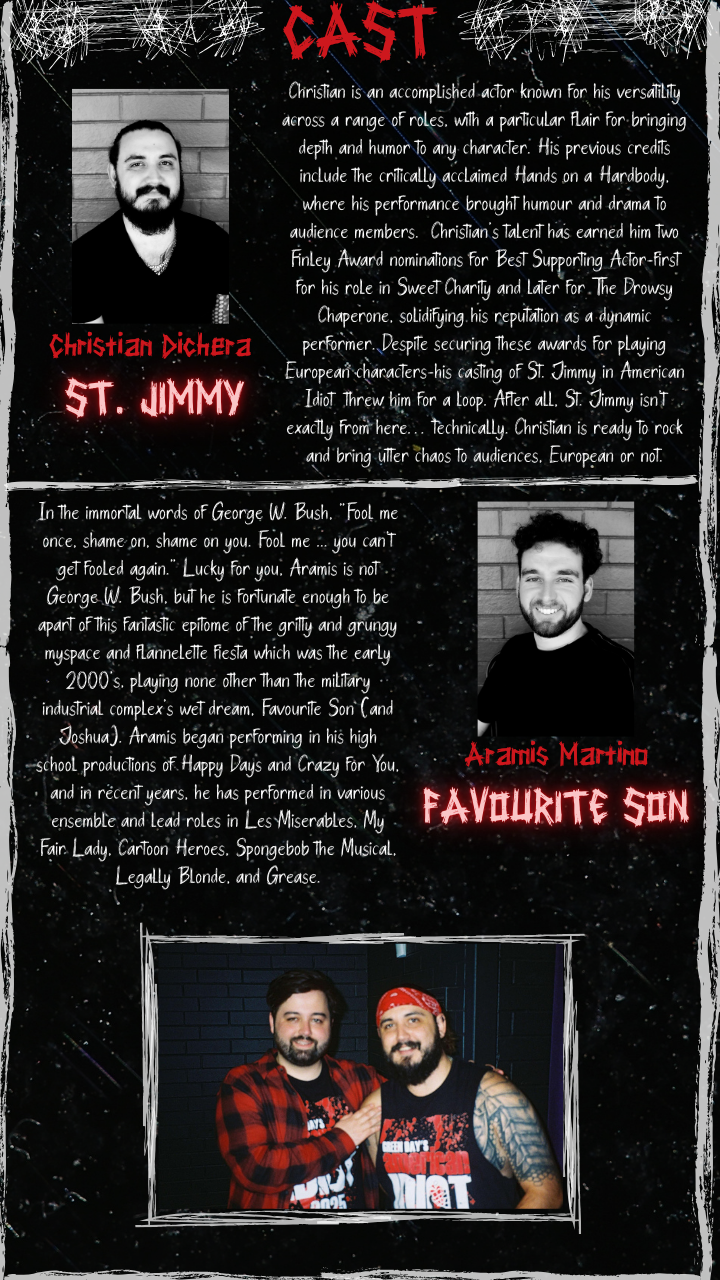 CAST
Christian is an accomplished actor known for his versatility
across a range of roles, with a particular flair for bringing
depth and humor to any character. His previous credits
include the critically acclaimed Hands on a Hardbody,
where his performance brought humour and drama to
audience members. Christian's talent has earned him two
Finley Award nominations for Best Supporting Actor-first
for his role in Sweet Charity and later for The Drowsy
Chaperone, solidifying his reputation as a dynamic
performer. Despite securing these awards for playing
European characters-his casting of St. Jimmy in American
Idiot threw him for a loop. After all, St. Jimmy isn't
exactly from here... technically. Christian is ready to rock
and bring utter chaos to audiences, European or not.
Christian Dichera
ST. JIMMY
In the immortal words of George W. Bush, "Fool me
once, shame on, shame on you. Fool me ... you can't
get fooled again." Lucky for you, Aramis is not
George W. Bush, but he is fortunate enough to be
apart of this fantastic epitome of the gritty and grungy
myspace and flannelette fiesta which was the early
2000's, playing none other than the military
industrial complex's wet dream, Favourite Son (and
Joshua). Aramis began performing in his high
school productions of Happy Days and Crazy For You,
and in recent years, he has performed in various
ensemble and lead roles in Les Miserables, My
Fair Lady, Cartoon Heroes, Spongebob the Musical,
Legally Blonde, and Grease.
Aramis Martino
FAVOURITE SON
DAY'S
IDIOT
2025
GREEN DAY'S
american
IDIOT